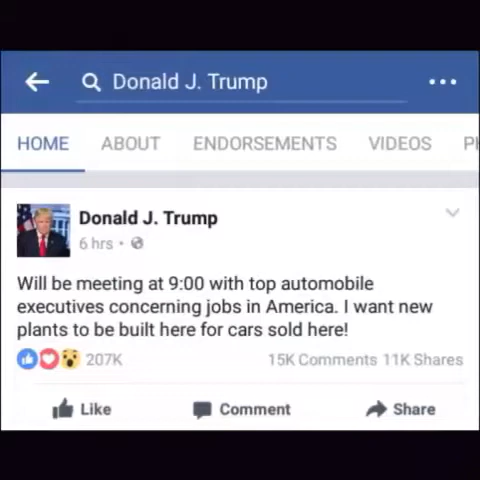 Donald J. Trump
HOME ABOUT ENDORSEMENTS VIDEOS
Donald J. Trump
6 hrs •
Will be meeting at 9:00 with top automobile
executives concerning jobs in America. I want new
plants to be built here for cars sold here!
207K 15K Comments 11K Shares
Like Comment Share